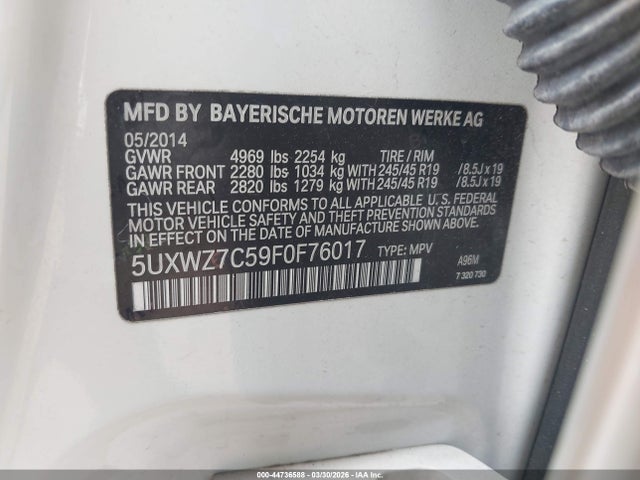 MFD BY BAYERISCHE MOTOREN WERKE AG
05/2014
GVWR 4969 lbs 2254 kg TIRE / RIM
GAWR FRONT 2280 lbs 1034 kg WITH 245/45 R19 / 8.5J x 19
GAWR REAR 2820 lbs 1279 kg WITH 245/45 R19 / 8.5J x 19
THIS VEHICLE CONFORMS TO ALL APPLICABLE U. S. FEDERAL
MOTOR VEHICLE SAFETY AND THEFT PREVENTION STANDARDS
IN EFFECT ON THE DATE OF MANUFACTURE SHOWN ABOVE.
5UXWZ7C59F0F76017 TYPE: MPV A96M
7 320 730
000-44736588 | 03/30/2026 | IAA Inc. |